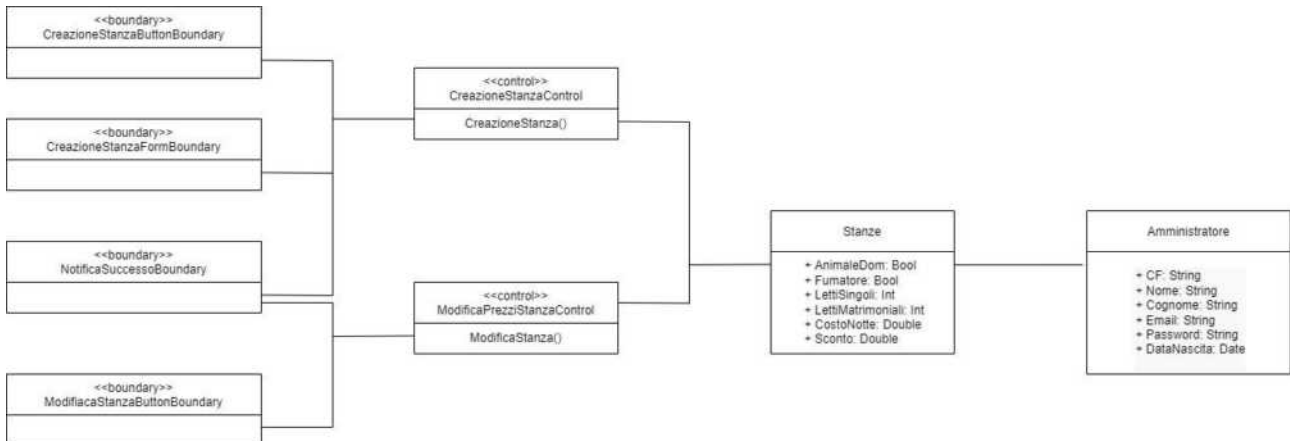 <<boundary>>
CreazioneStanzaButtonBoundary
<<boundary>>
CreazioneStanzaFormBoundary
<<boundary>>
NotificaSuccessoBoundary
<<boundary>>
ModifiacaStanzaButtonBoundary
<<control>>
CreazioneStanzaControl
CreazioneStanza()
<<control>>
ModificaPrezziStanzaControl
ModificaStanza()
Stanze
+ AnimaleDom: Bool
+ Fumatore: Bool
+ LettiSingoli: Int
+ LettiMatrimoniali: Int
+ CostoNotte: Double
+ Sconto: Double
Amministratore
+ CF: String
+ Nome: String
+ Cognome: String
+ Email: String
+ Password: String
+ DataNascita: Date